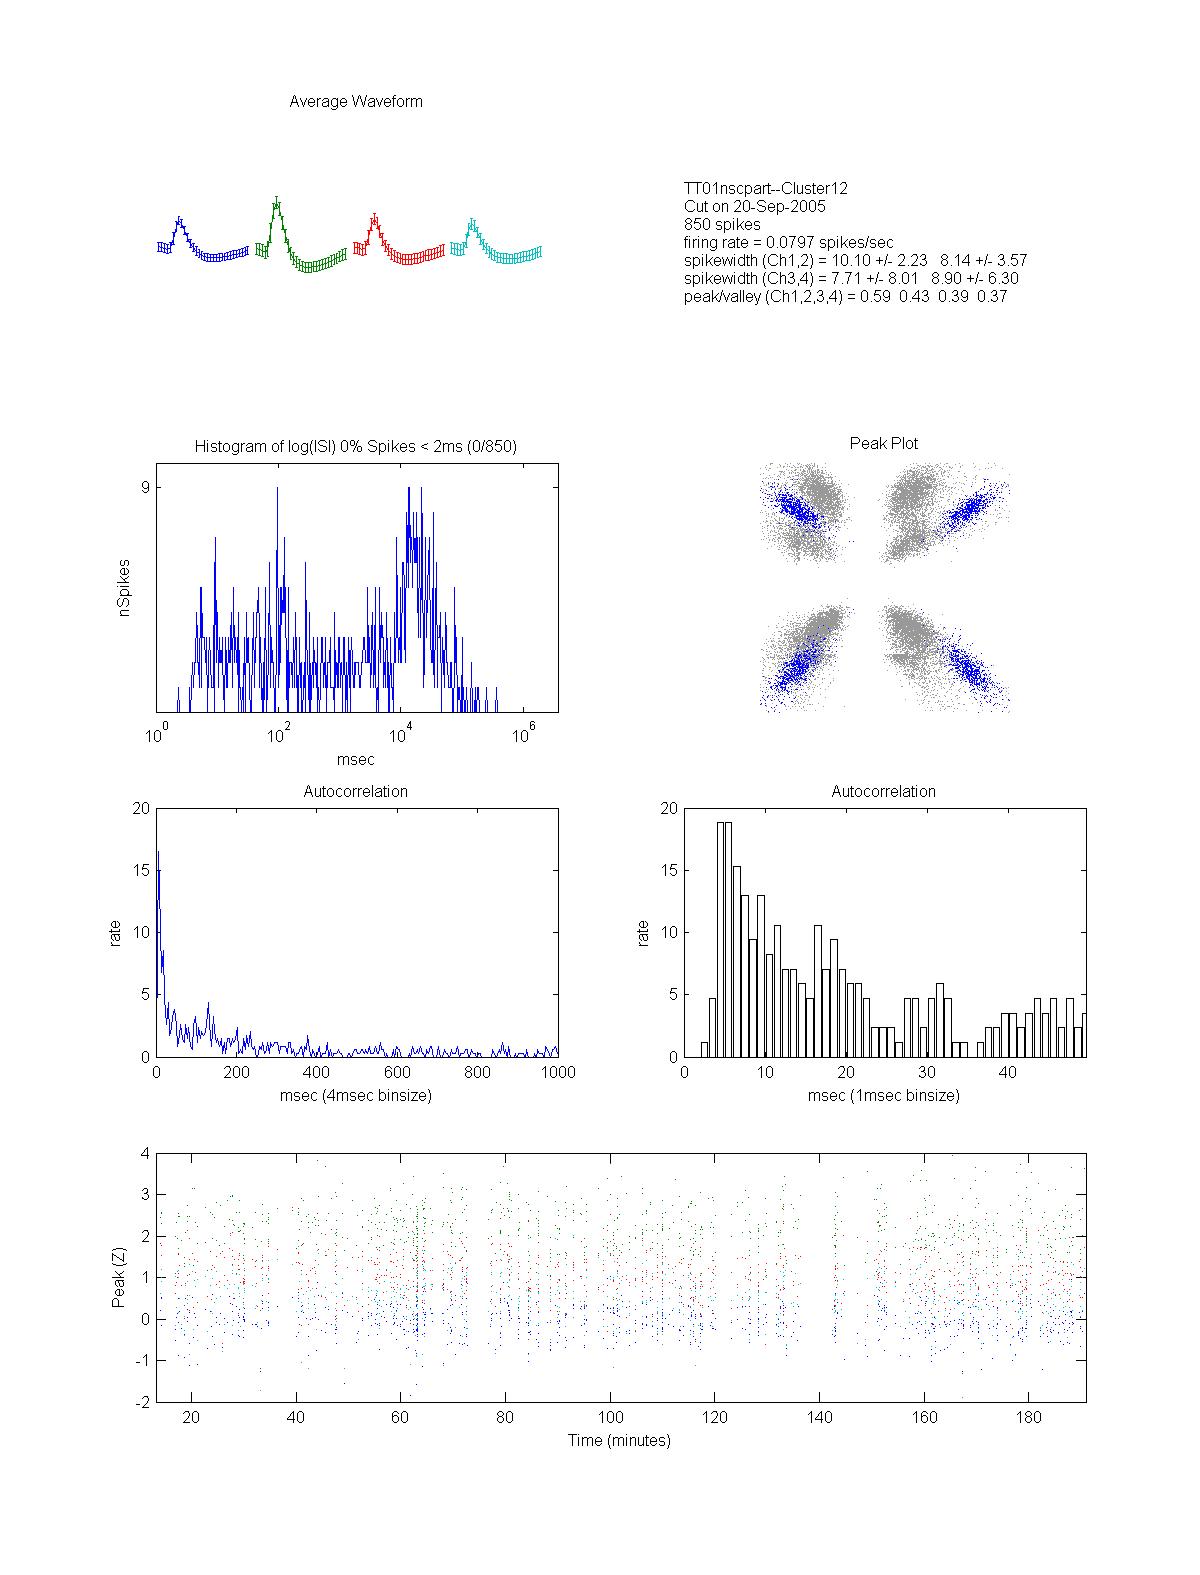 Average Waveform
TT01nscpart--Cluster12
Cut on 20-Sep-2005
850 spikes
firing rate = 0.0797 spikes/sec
spikewidth (Ch1,2) = 10.10 +/- 2.23   8.14 +/- 3.57
spikewidth (Ch3,4) = 7.71 +/- 8.01   8.90 +/- 6.30
peak/valley (Ch1,2,3,4) = 0.59  0.43  0.39  0.37
Histogram of log(ISI) 0% Spikes < 2ms (0/850)
9
nSpikes
10^0 10^2 10^4 10^6
msec
Peak Plot
Autocorrelation
20
15
10
5
0
rate
0 200 400 600 800 1000
msec (4msec binsize)
Autocorrelation
20
15
10
5
0
rate
0 10 20 30 40
msec (1msec binsize)
4
3
2
1
0
-1
-2
Peak (Z)
20 40 60 80 100 120 140 160 180
Time (minutes)